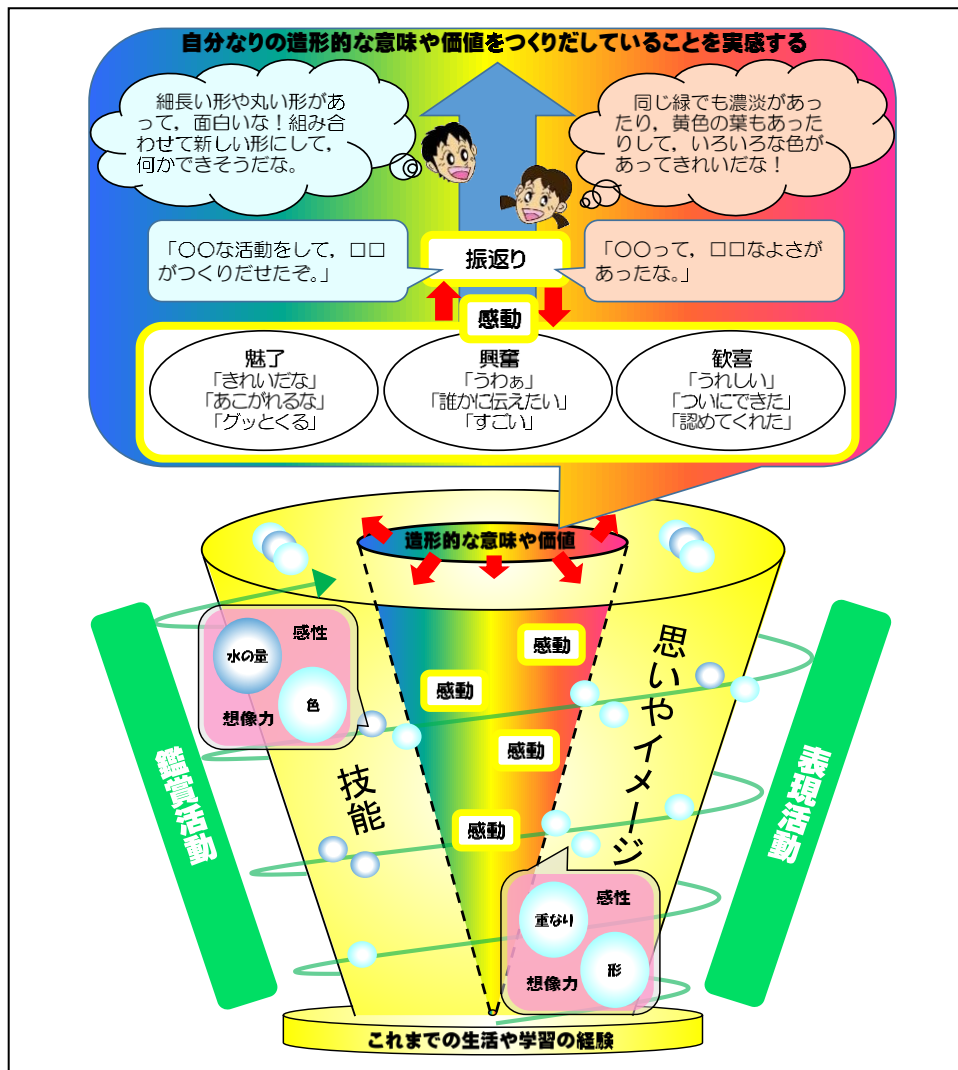 自分なりの造形的な意味や価値をつくりだしていることを実感する
細長い形や丸い形があ
って，面白いな！組み合
わせて新しい形にして，
何かできそうだな。
同じ緑でも濃淡があっ
たり，黄色の葉もあった
りして，いろいろな色が
あってきれいだな！
「〇〇な活動をして，□□
がつくりだせたぞ。」
振返り
「〇〇って，□□なよさが
あったな。」
感動
魅了
「きれいだな」
「あこがれるな」
「グッとくる」
興奮
「うわぁ」
「誰かに伝えたい」
「すごい」
歓喜
「うれしい」
「ついにできた」
「認めてくれた」
造形的な意味や価値
感性
水の量
色
想像力
感動
感動
感動
感動
技能
思いやイメージ
鑑賞活動
表現活動
感性
重なり
形
想像力
これまでの生活や学習の経験